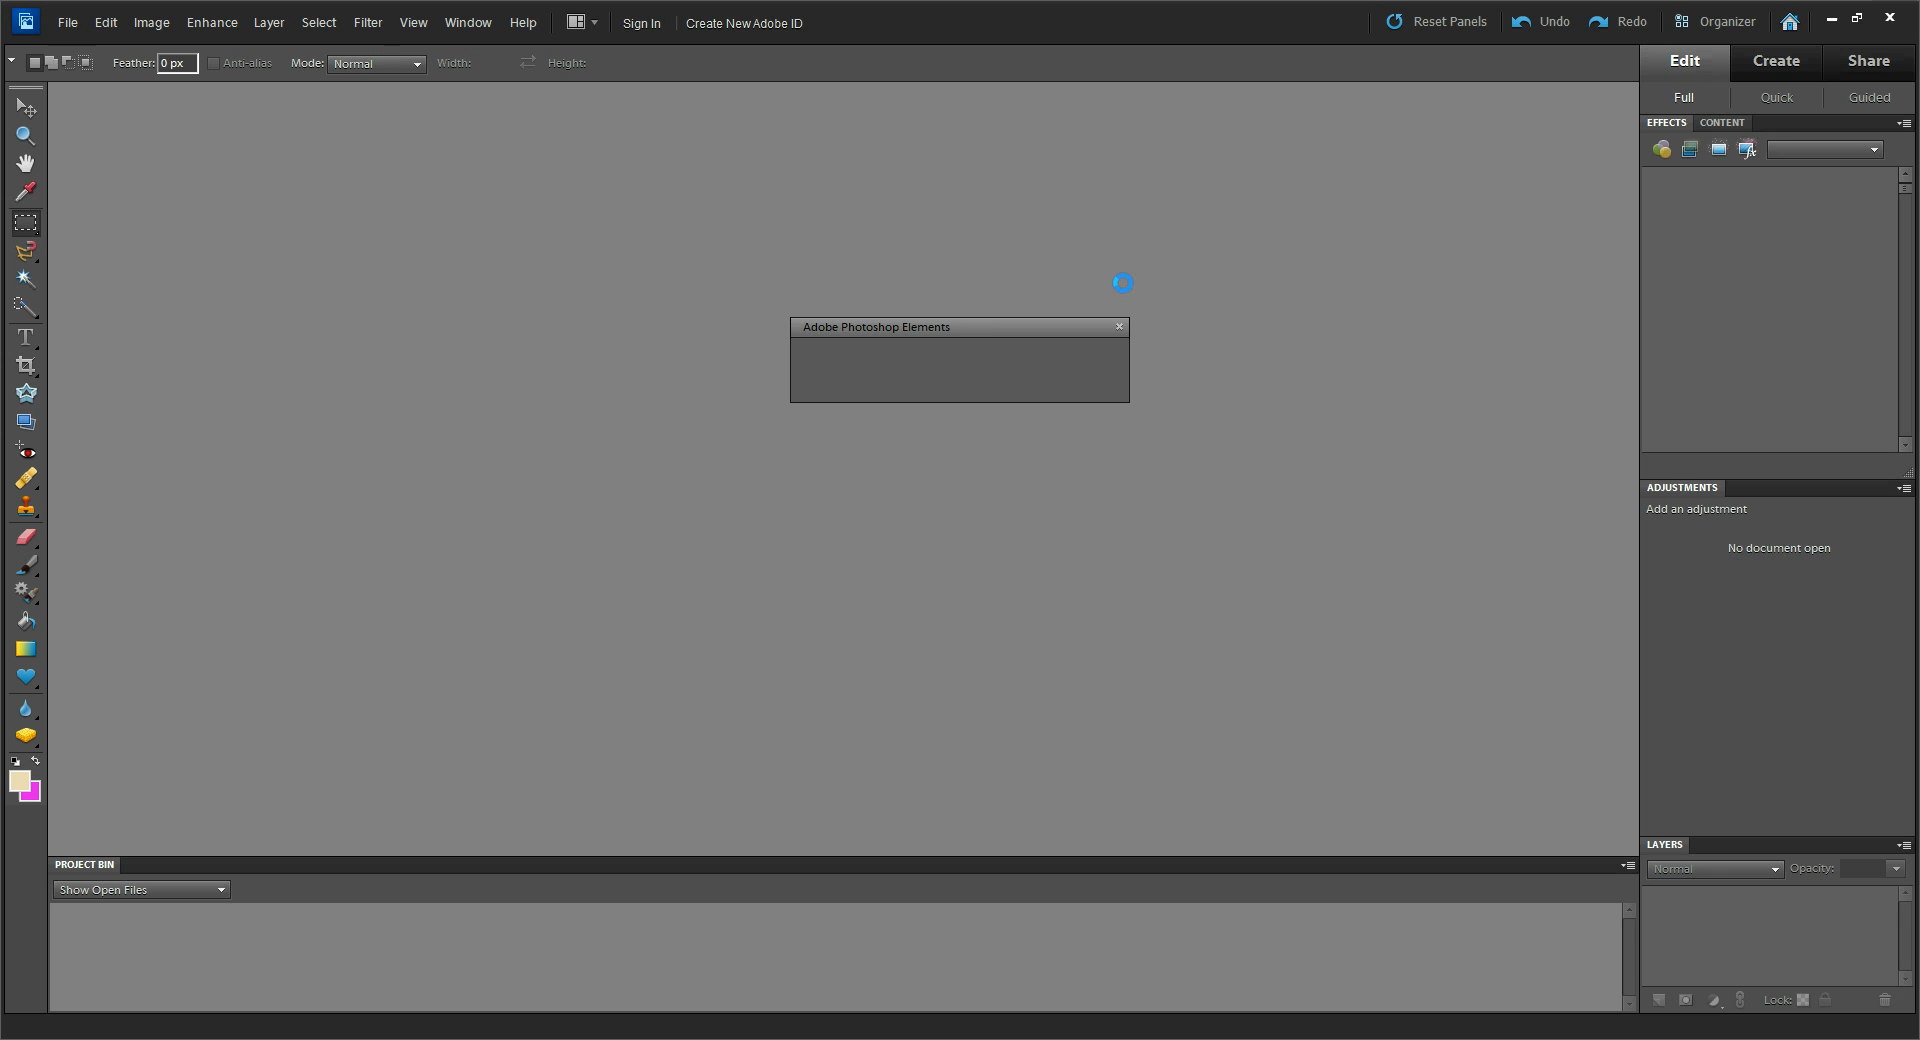 File Edit Image Enhance Layer Select Filter View Window Help Sign In Create New Adobe ID Reset Panels Undo Redo Organizer
Feather: 0 px Anti-alias Mode: Normal Width: Height:
Edit Create Share
Full Quick Guided
EFFECTS CONTENT
Adobe Photoshop Elements
ADJUSTMENTS
Add an adjustment
No document open
PROJECT BIN
Show Open Files
LAYERS
Normal Opacity:
Lock: